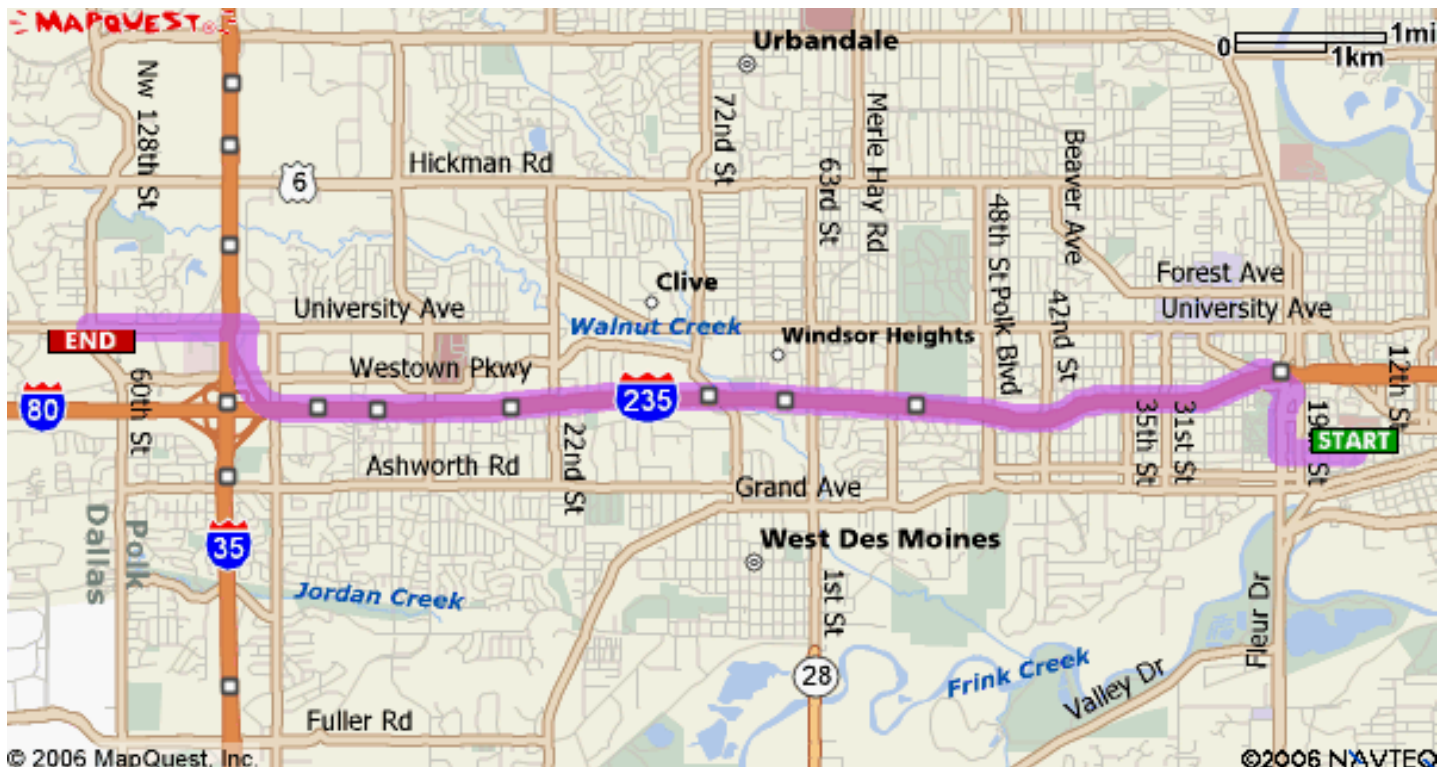 MAPQUEST
Urbandale
0
1mi
1km
Nw 128th St
72nd St
Merle Hay Rd
63rd St
Beaver Ave
Hickman Rd
6
48th St
Polk Blvd
42nd St
Forest Ave
University Ave
Clive
University Ave
Walnut Creek
Windsor Heights
END
Westown Pkwy
60th St
80
235
12th St
35th St
31st St
19th St
START
22nd St
Ashworth Rd
Grand Ave
Polk
Dallas
35
West Des Moines
Jordan Creek
1st St
Fleur Dr
28
Frink Creek
Valley Dr
Fuller Rd
© 2006 MapQuest, Inc.
©2006 NAVTEQ